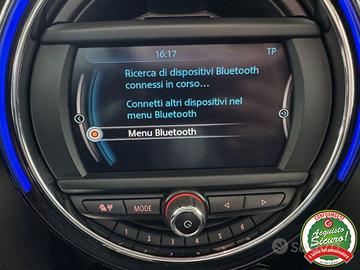 16:17
TP
Ricerca di dispositivi Bluetooth
connessi in corso...
Connetti altri dispositivi nel
menu Bluetooth
Menu Bluetooth
MODE
1
2
3
4
5
6
Acquisto
Sicuro!